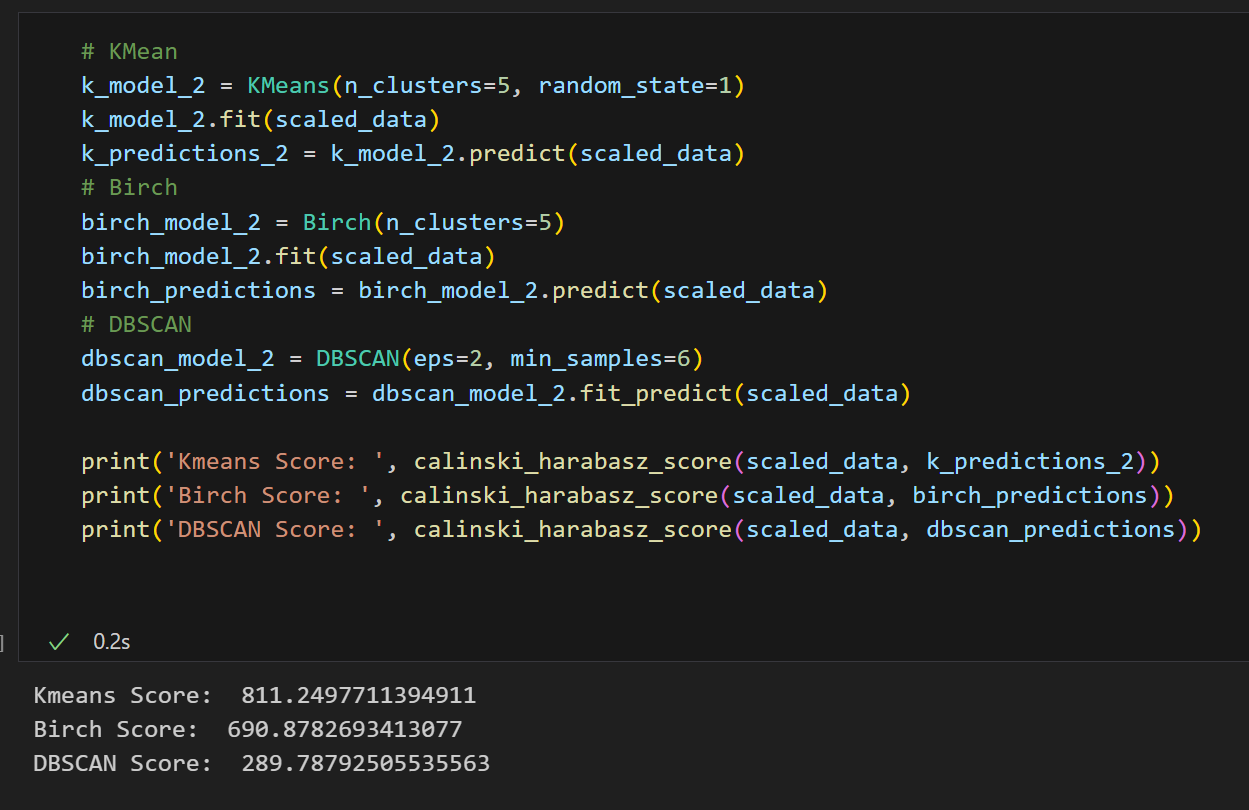 # KMean
k_model_2 = KMeans(n_clusters=5, random_state=1)
k_model_2.fit(scaled_data)
k_predictions_2 = k_model_2.predict(scaled_data)
# Birch
birch_model_2 = Birch(n_clusters=5)
birch_model_2.fit(scaled_data)
birch_predictions = birch_model_2.predict(scaled_data)
# DBSCAN
dbscan_model_2 = DBSCAN(eps=2, min_samples=6)
dbscan_predictions = dbscan_model_2.fit_predict(scaled_data)
print('Kmeans Score: ', calinski_harabasz_score(scaled_data, k_predictions_2))
print('Birch Score: ', calinski_harabasz_score(scaled_data, birch_predictions))
print('DBSCAN Score: ', calinski_harabasz_score(scaled_data, dbscan_predictions))
] ✓ 0.2s
Kmeans Score:  811.2497711394911
Birch Score:  690.8782693413077
DBSCAN Score:  289.78792505535563